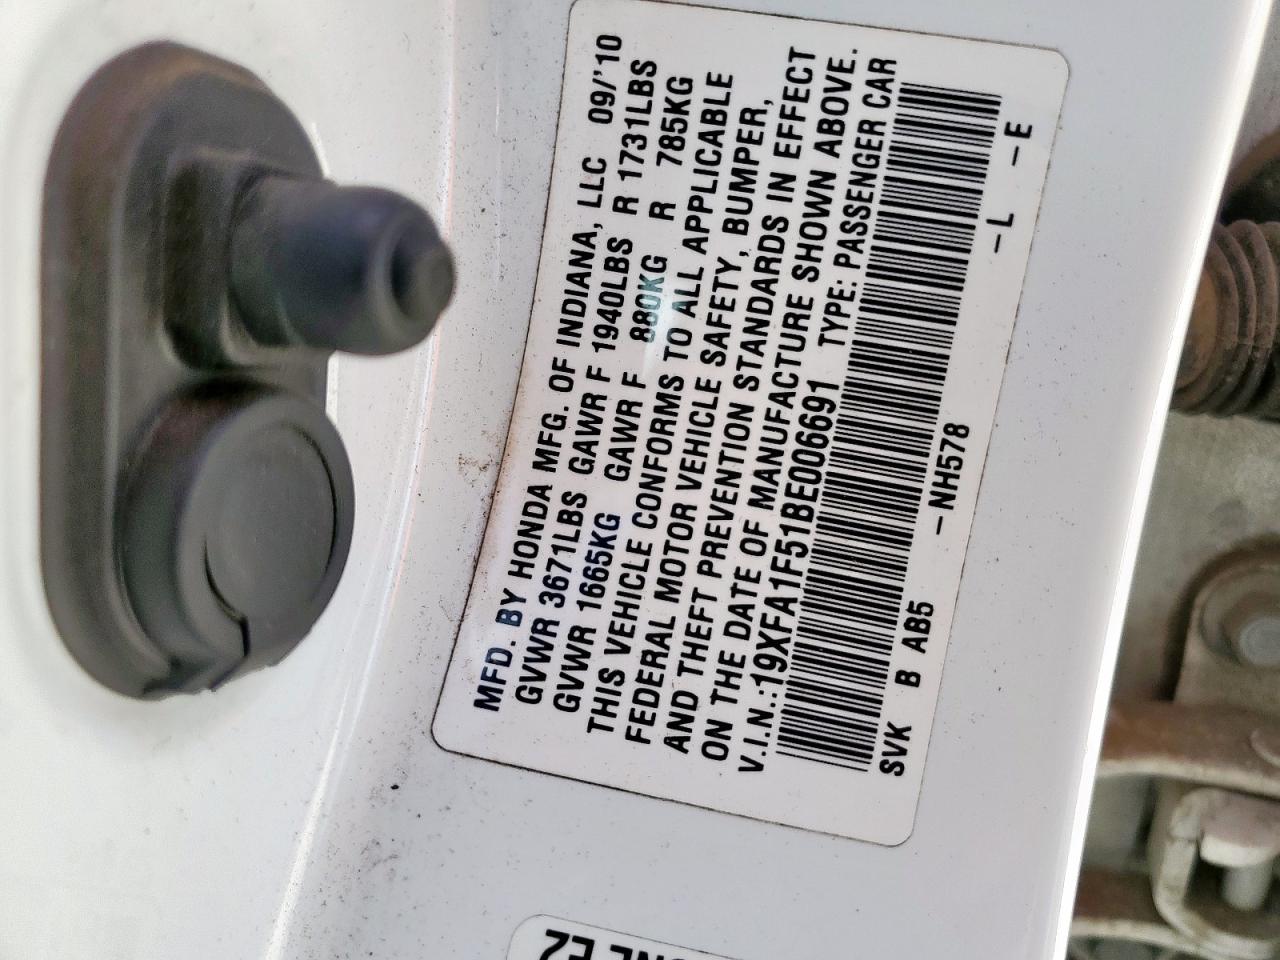 MFD. BY HONDA MFG. OF INDIANA, LLC 09/'10
GVWR 3671LBS GAWR F 1940LBS R 1731LBS
GVWR 1665KG GAWR F 880KG R 785KG
THIS VEHICLE CONFORMS TO ALL APPLICABLE
FEDERAL MOTOR VEHICLE SAFETY, BUMPER,
AND THEFT PREVENTION STANDARDS IN EFFECT
ON THE DATE OF MANUFACTURE SHOWN ABOVE.
V.I.N.:19XFA1F51BE006691 TYPE: PASSENGER CAR
SVK B AB5 -NH578 -L -E